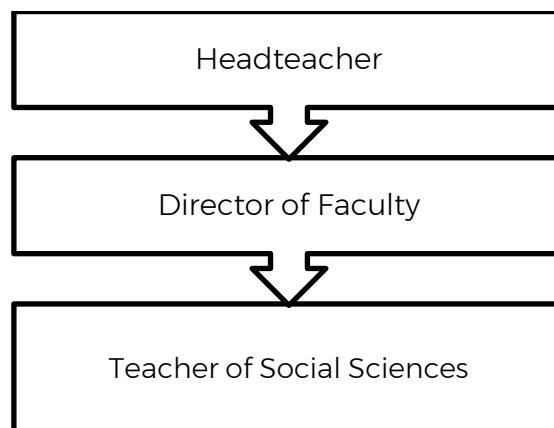 Headteacher
Director of Faculty
Teacher of Social Sciences